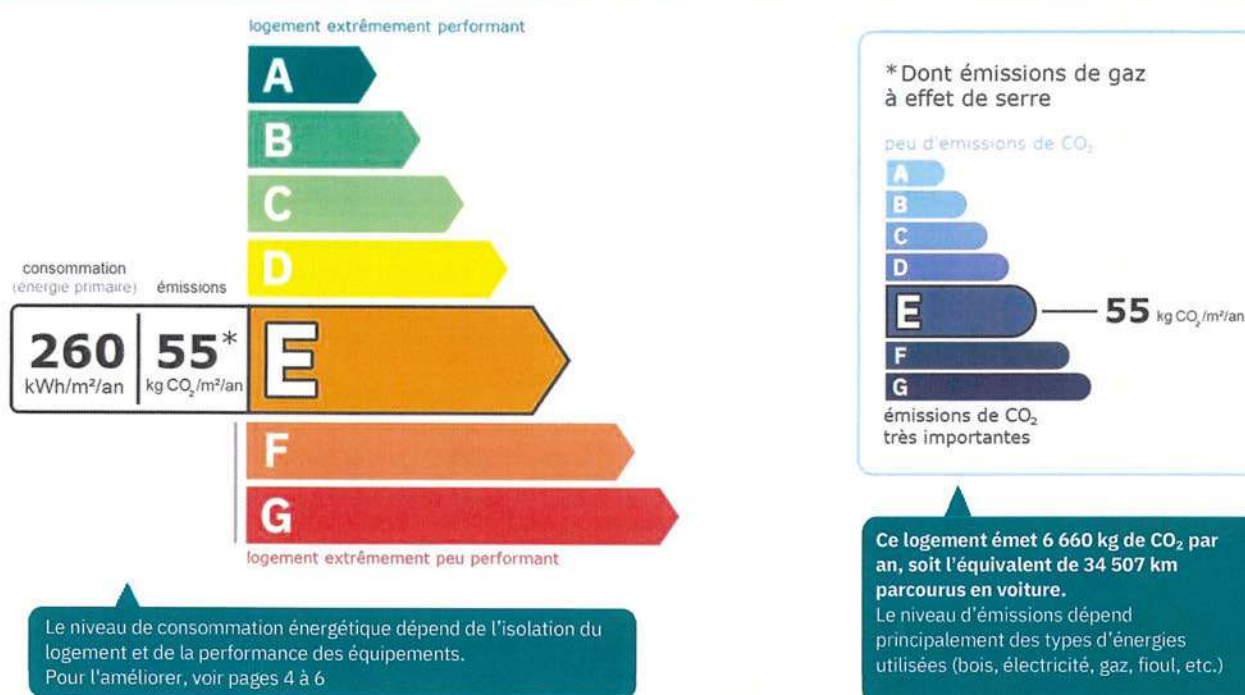 logement extrêmement performant
A
B
C
D
consommation
(énergie primaire)
émissions
260
kWh/m²/an
55*
kg CO₂/m²/an
E
F
G
logement extrêmement peu performant
Le niveau de consommation énergétique dépend de l'isolation du
logement et de la performance des équipements.
Pour l'améliorer, voir pages 4 à 6
*Dont émissions de gaz
à effet de serre
peu d'émissions de CO₂
A
B
C
D
E
55 kg CO₂/m²/an
F
G
émissions de CO₂
très importantes
Ce logement émet 6 660 kg de CO₂ par
an, soit l'équivalent de 34 507 km
parcourus en voiture.
Le niveau d'émissions dépend
principalement des types d'énergies
utilisées (bois, électricité, gaz, fioul, etc.)